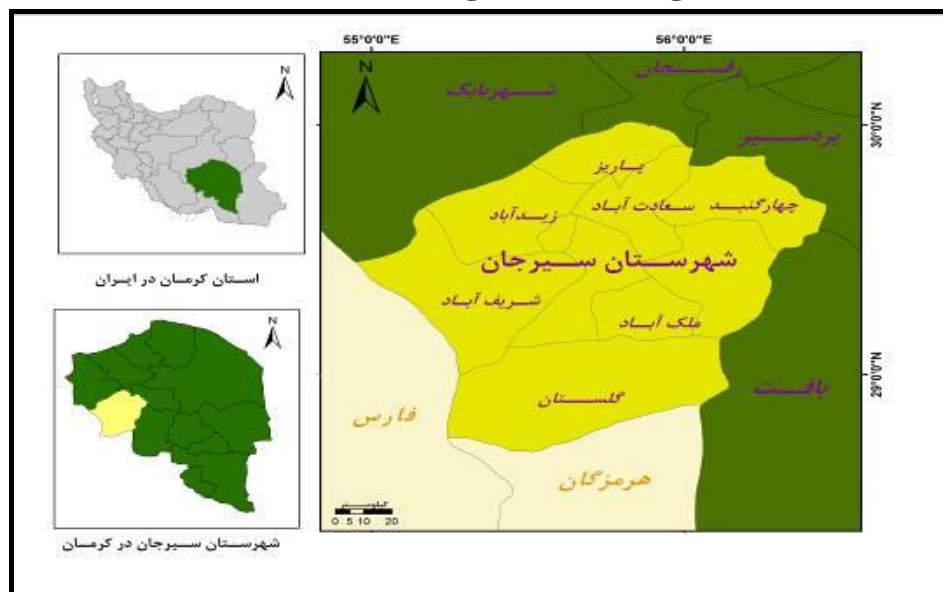 N
استان کرمان در ایران
N
شهرستان سیرجان در کرمان
55°0'0"E
56°0'0"E
N
رفسنجان
شهربابک
بردسیر
30°0'0"N
پاریز
چهارگنبد
سعادت آباد
زیدآباد
شهرستان سیرجان
شریف آباد
ملک آباد
29°0'0"N
بافت
گلستان
فارس
هرمزگان
کیلومتر
0 5 10 20